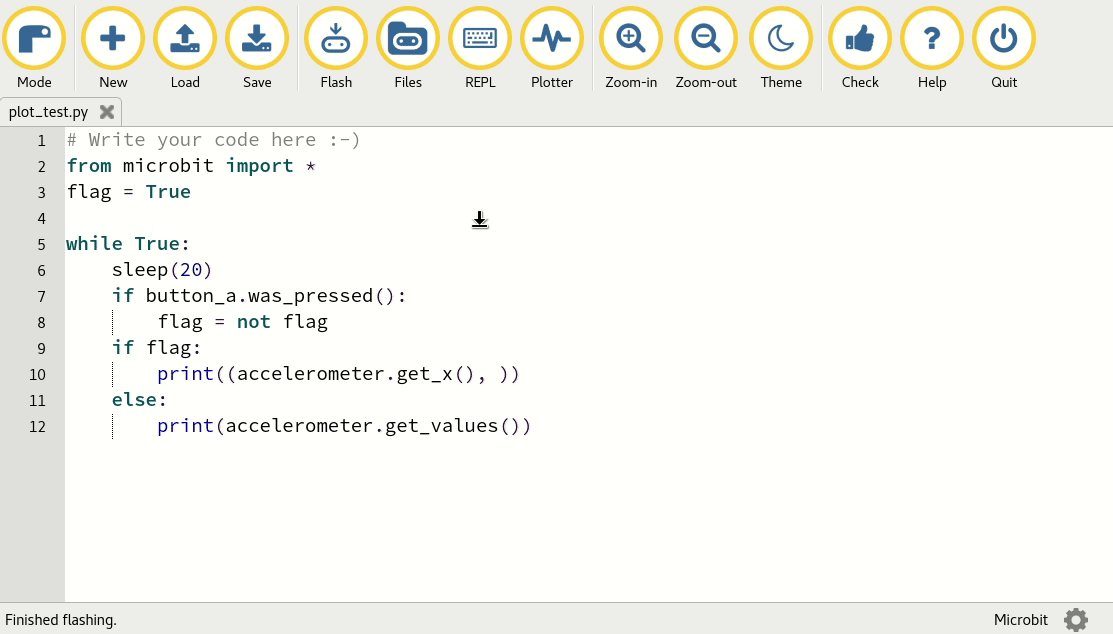 Mode New Load Save Flash Files REPL Plotter Zoom-in Zoom-out Theme Check Help Quit
plot_test.py
1 # Write your code here :-)
2 from microbit import *
3 flag = True
4
5 while True:
6     sleep(20)
7     if button_a.was_pressed():
8         flag = not flag
9     if flag:
10         print((accelerometer.get_x(), ))
11     else:
12         print(accelerometer.get_values())
Finished flashing. Microbit